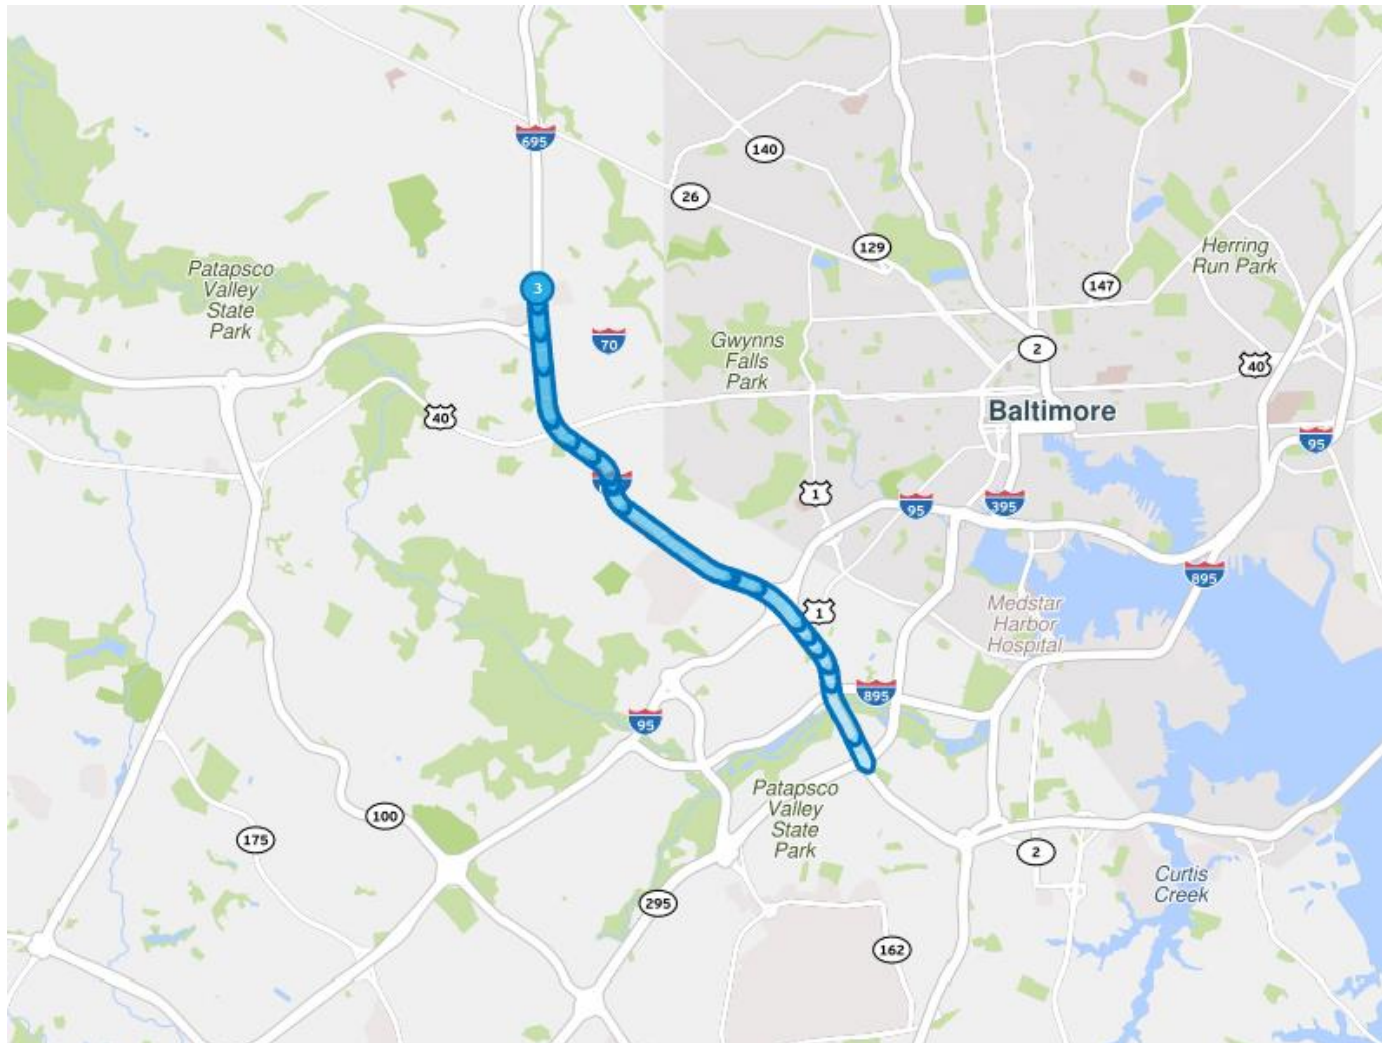 695
140
26
129
Herring
Run Park
Patapsco
Valley
State
Park
147
3
70
Gwynns
Falls
Park
2
40
40
Baltimore
95
1
95
395
895
1
Medstar
Harbor
Hospital
895
95
Patapsco
Valley
State
Park
100
175
2
Curtis
Creek
295
162